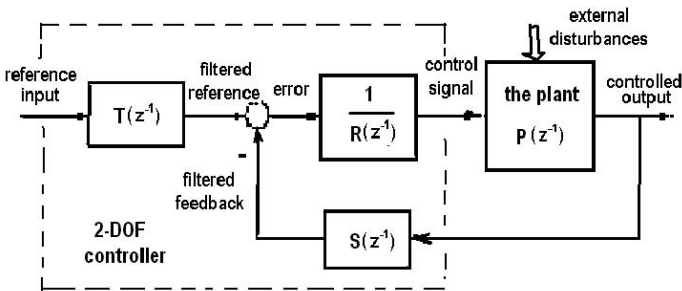 external
disturbances
reference
input
T(z⁻¹)
filtered
reference
error
1
R(z⁻¹)
control
signal
the plant
P(z⁻¹)
controlled
output
-
filtered
feedback
S(z⁻¹)
2-DOF
controller